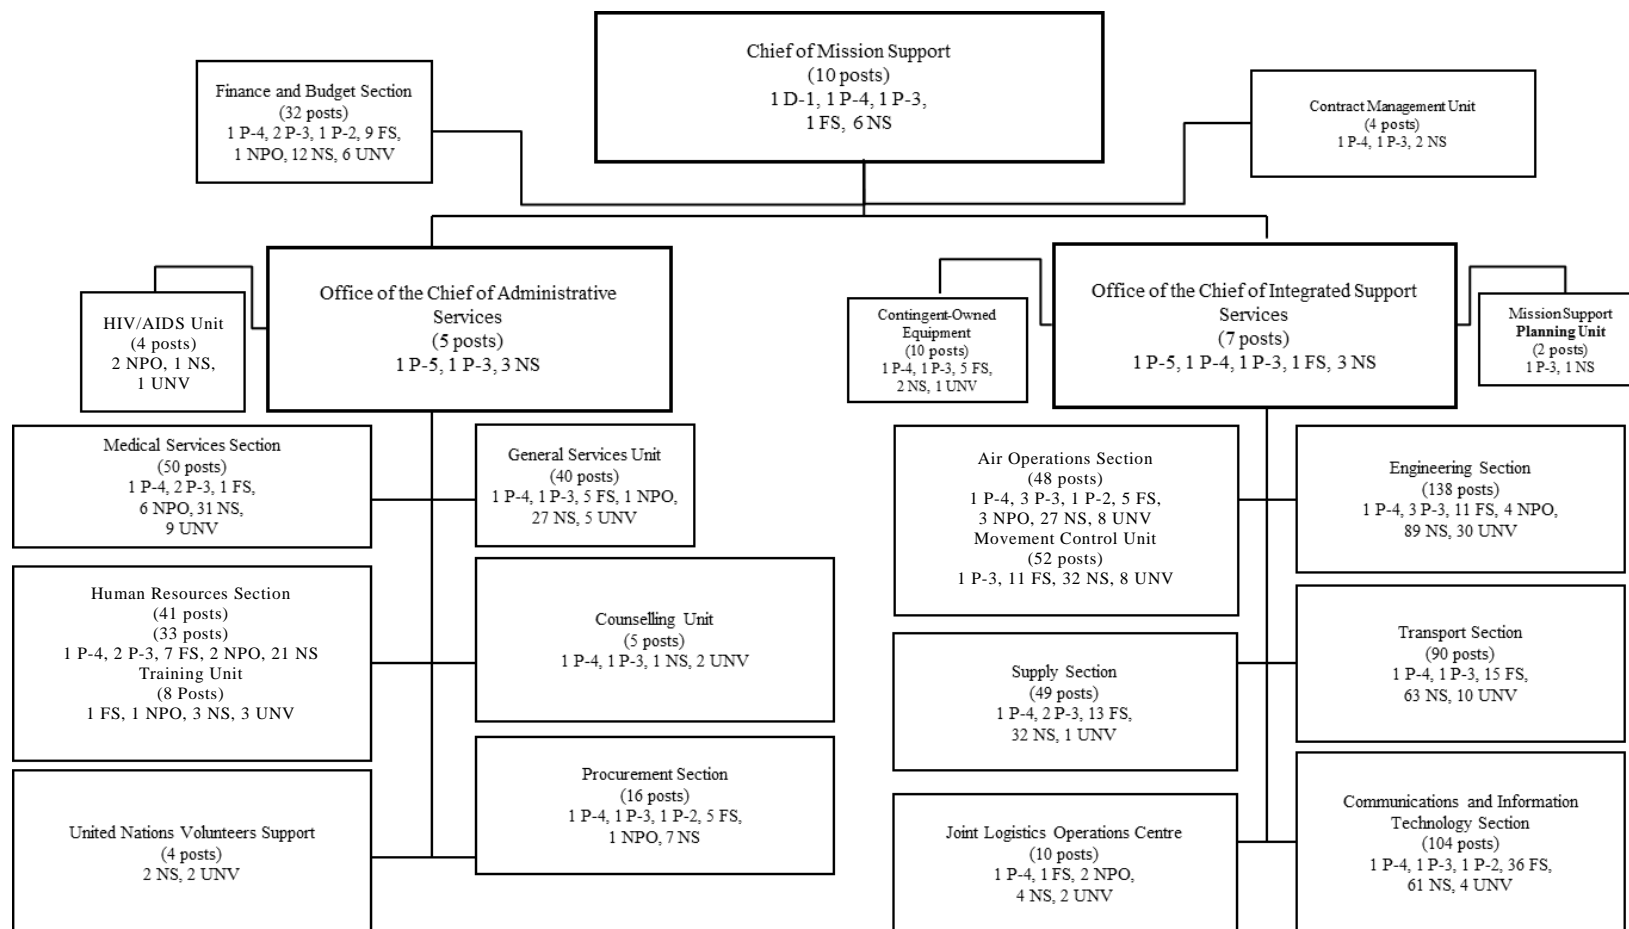 Chief of Mission Support
(10 posts)
1 D-1, 1 P-4, 1 P-3,
1 FS, 6 NS
Finance and Budget Section
(32 posts)
1 P-4, 2 P-3, 1 P-2, 9 FS,
1 NPO, 12 NS, 6 UNV
Contract Management Unit
(4 posts)
1 P-4, 1 P-3, 2 NS
HIV/AIDS Unit
(4 posts)
2 NPO, 1 NS,
1 UNV
Office of the Chief of Administrative
Services
(5 posts)
1 P-5, 1 P-3, 3 NS
Contingent-Owned
Equipment
(10 posts)
1 P-4, 1 P-3, 5 FS,
2 NS, 1 UNV
Office of the Chief of Integrated Support
Services
(7 posts)
1 P-5, 1 P-4, 1 P-3, 1 FS, 3 NS
Mission Support
Planning Unit
(2 posts)
1 P-3, 1 NS
Medical Services Section
(50 posts)
1 P-4, 2 P-3, 1 FS,
6 NPO, 31 NS,
9 UNV
General Services Unit
(40 posts)
1 P-4, 1 P-3, 5 FS, 1 NPO,
27 NS, 5 UNV
Human Resources Section
(41 posts)
(33 posts)
1 P-4, 2 P-3, 7 FS, 2 NPO, 21 NS
Training Unit
(8 Posts)
1 FS, 1 NPO, 3 NS, 3 UNV
Counselling Unit
(5 posts)
1 P-4, 1 P-3, 1 NS, 2 UNV
United Nations Volunteers Support
(4 posts)
2 NS, 2 UNV
Procurement Section
(16 posts)
1 P-4, 1 P-3, 1 P-2, 5 FS,
1 NPO, 7 NS
Air Operations Section
(48 posts)
1 P-4, 3 P-3, 1 P-2, 5 FS,
3 NPO, 27 NS, 8 UNV
Movement Control Unit
(52 posts)
1 P-3, 11 FS, 32 NS, 8 UNV
Engineering Section
(138 posts)
1 P-4, 3 P-3, 11 FS, 4 NPO,
89 NS, 30 UNV
Supply Section
(49 posts)
1 P-4, 2 P-3, 13 FS,
32 NS, 1 UNV
Transport Section
(90 posts)
1 P-4, 1 P-3, 15 FS,
63 NS, 10 UNV
Joint Logistics Operations Centre
(10 posts)
1 P-4, 1 FS, 2 NPO,
4 NS, 2 UNV
Communications and Information
Technology Section
(104 posts)
1 P-4, 1 P-3, 1 P-2, 36 FS,
61 NS, 4 UNV